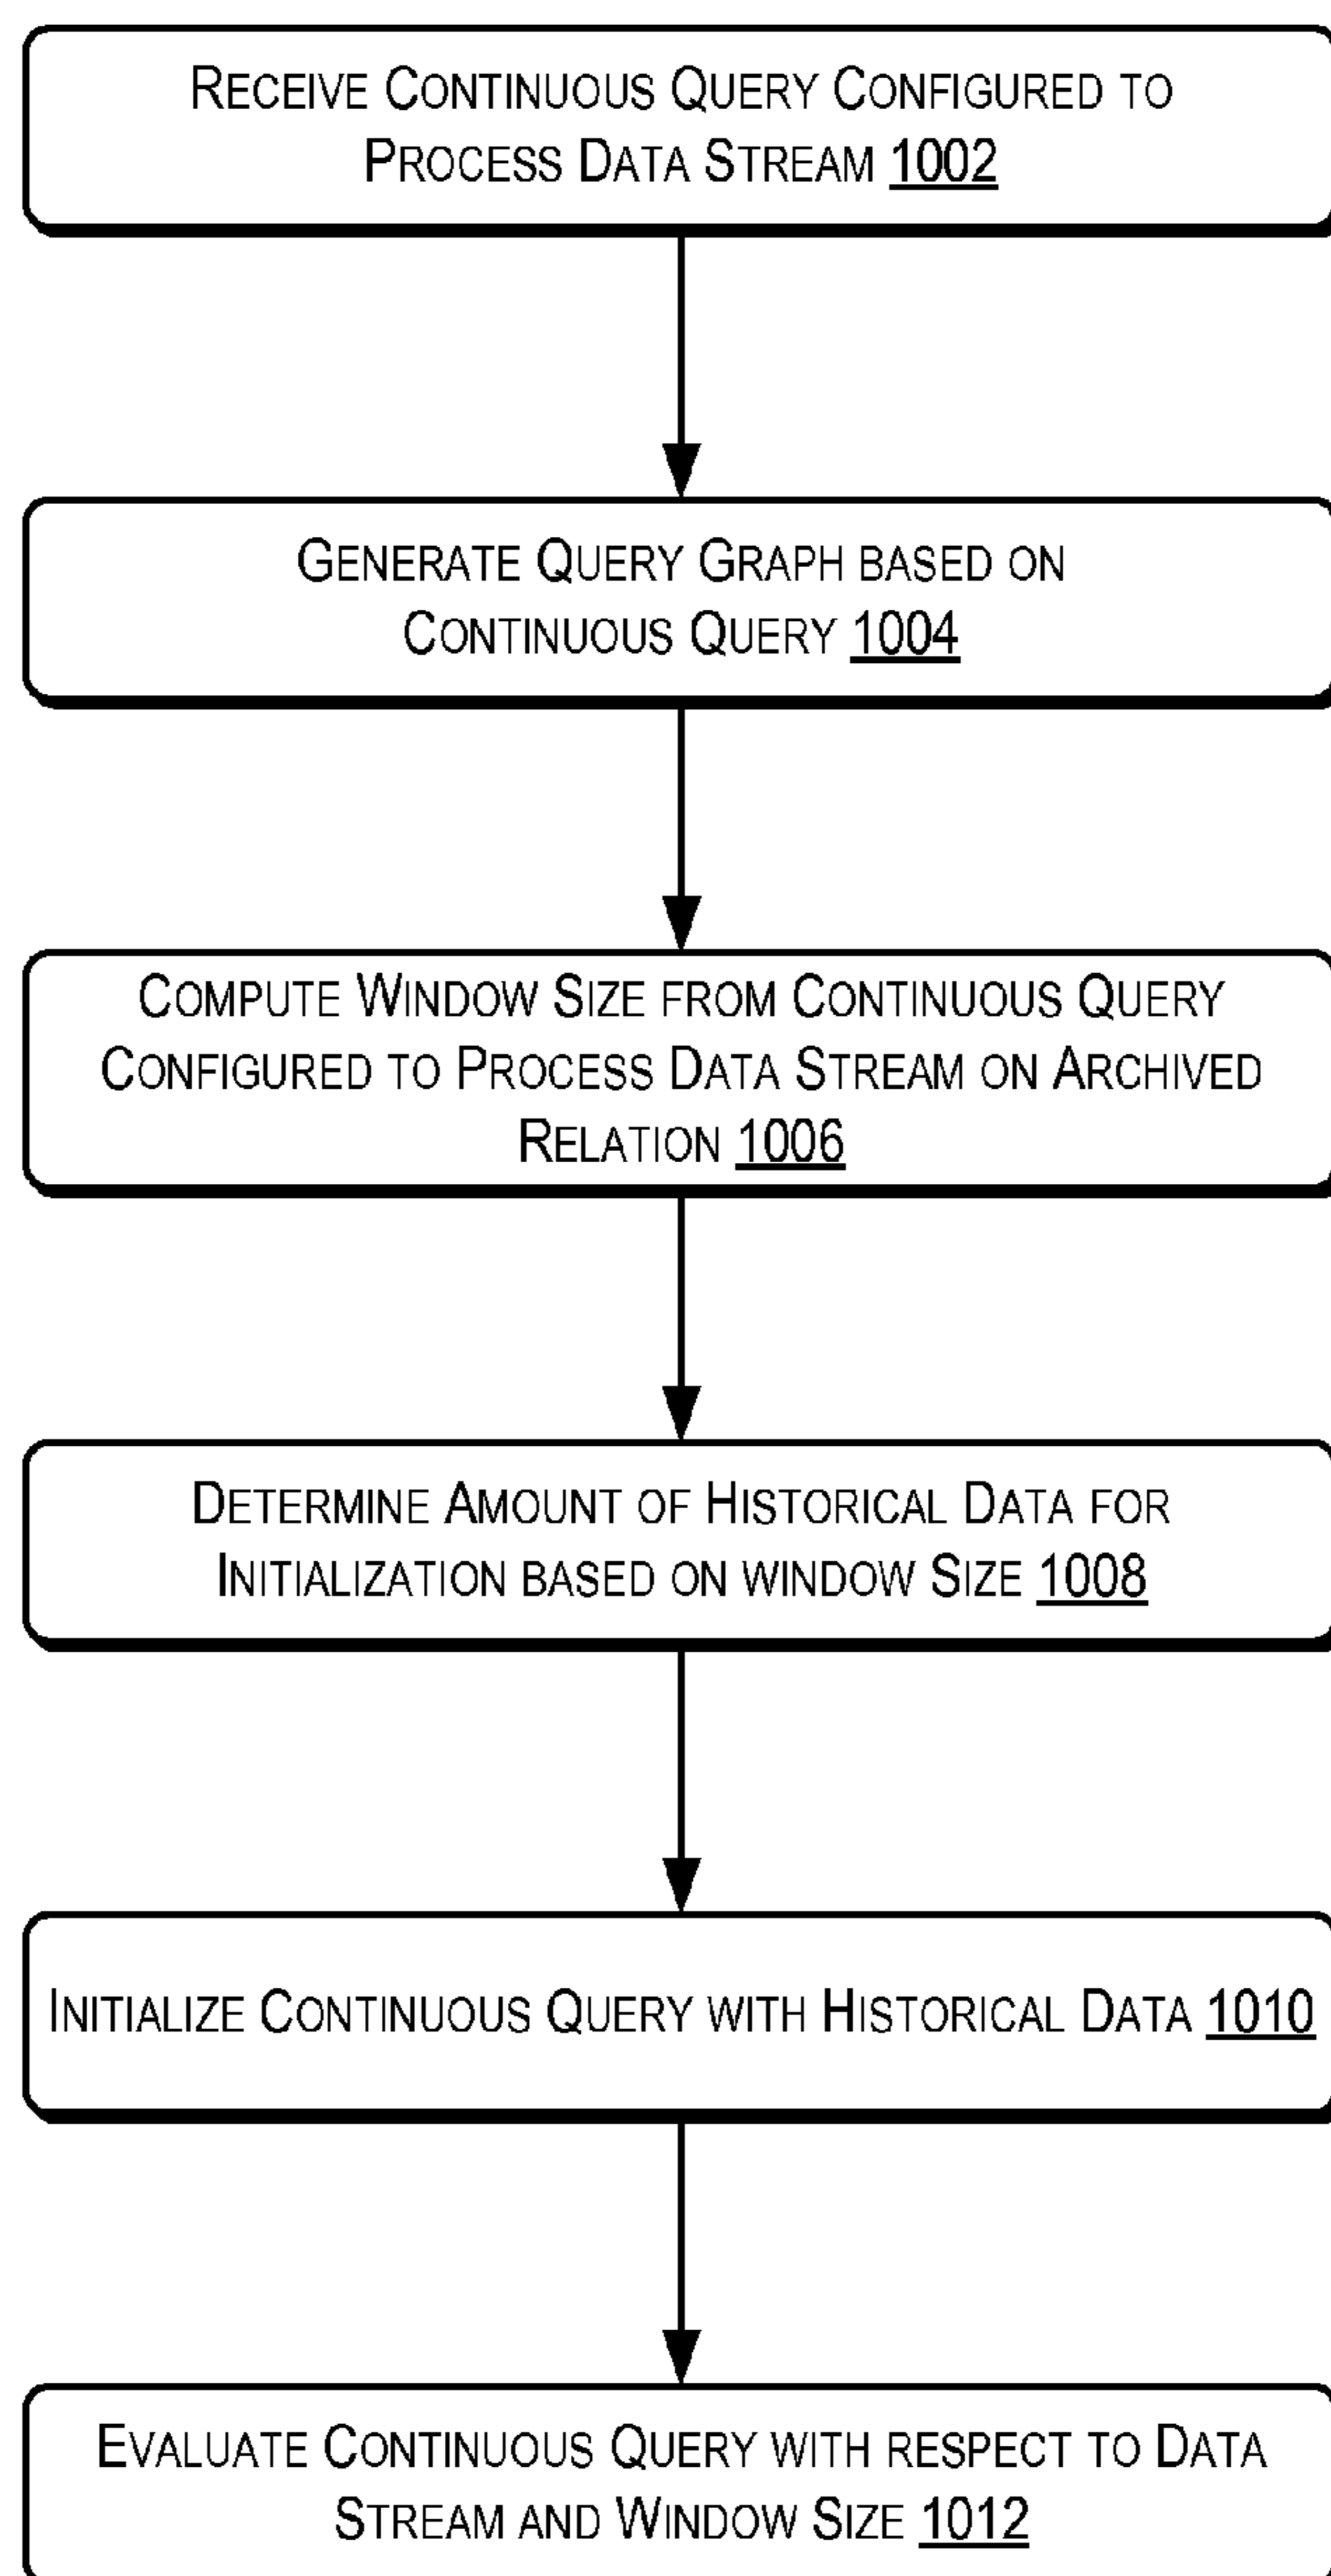 RECEIVE CONTINUOUS QUERY CONFIGURED TO
PROCESS DATA STREAM 1002
GENERATE QUERY GRAPH BASED ON
CONTINUOUS QUERY 1004
COMPUTE WINDOW SIZE FROM CONTINUOUS QUERY
CONFIGURED TO PROCESS DATA STREAM ON ARCHIVED
RELATION 1006
DETERMINE AMOUNT OF HISTORICAL DATA FOR
INITIALIZATION BASED ON WINDOW SIZE 1008
INITIALIZE CONTINUOUS QUERY WITH HISTORICAL DATA 1010
EVALUATE CONTINUOUS QUERY WITH RESPECT TO DATA
STREAM AND WINDOW SIZE 1012